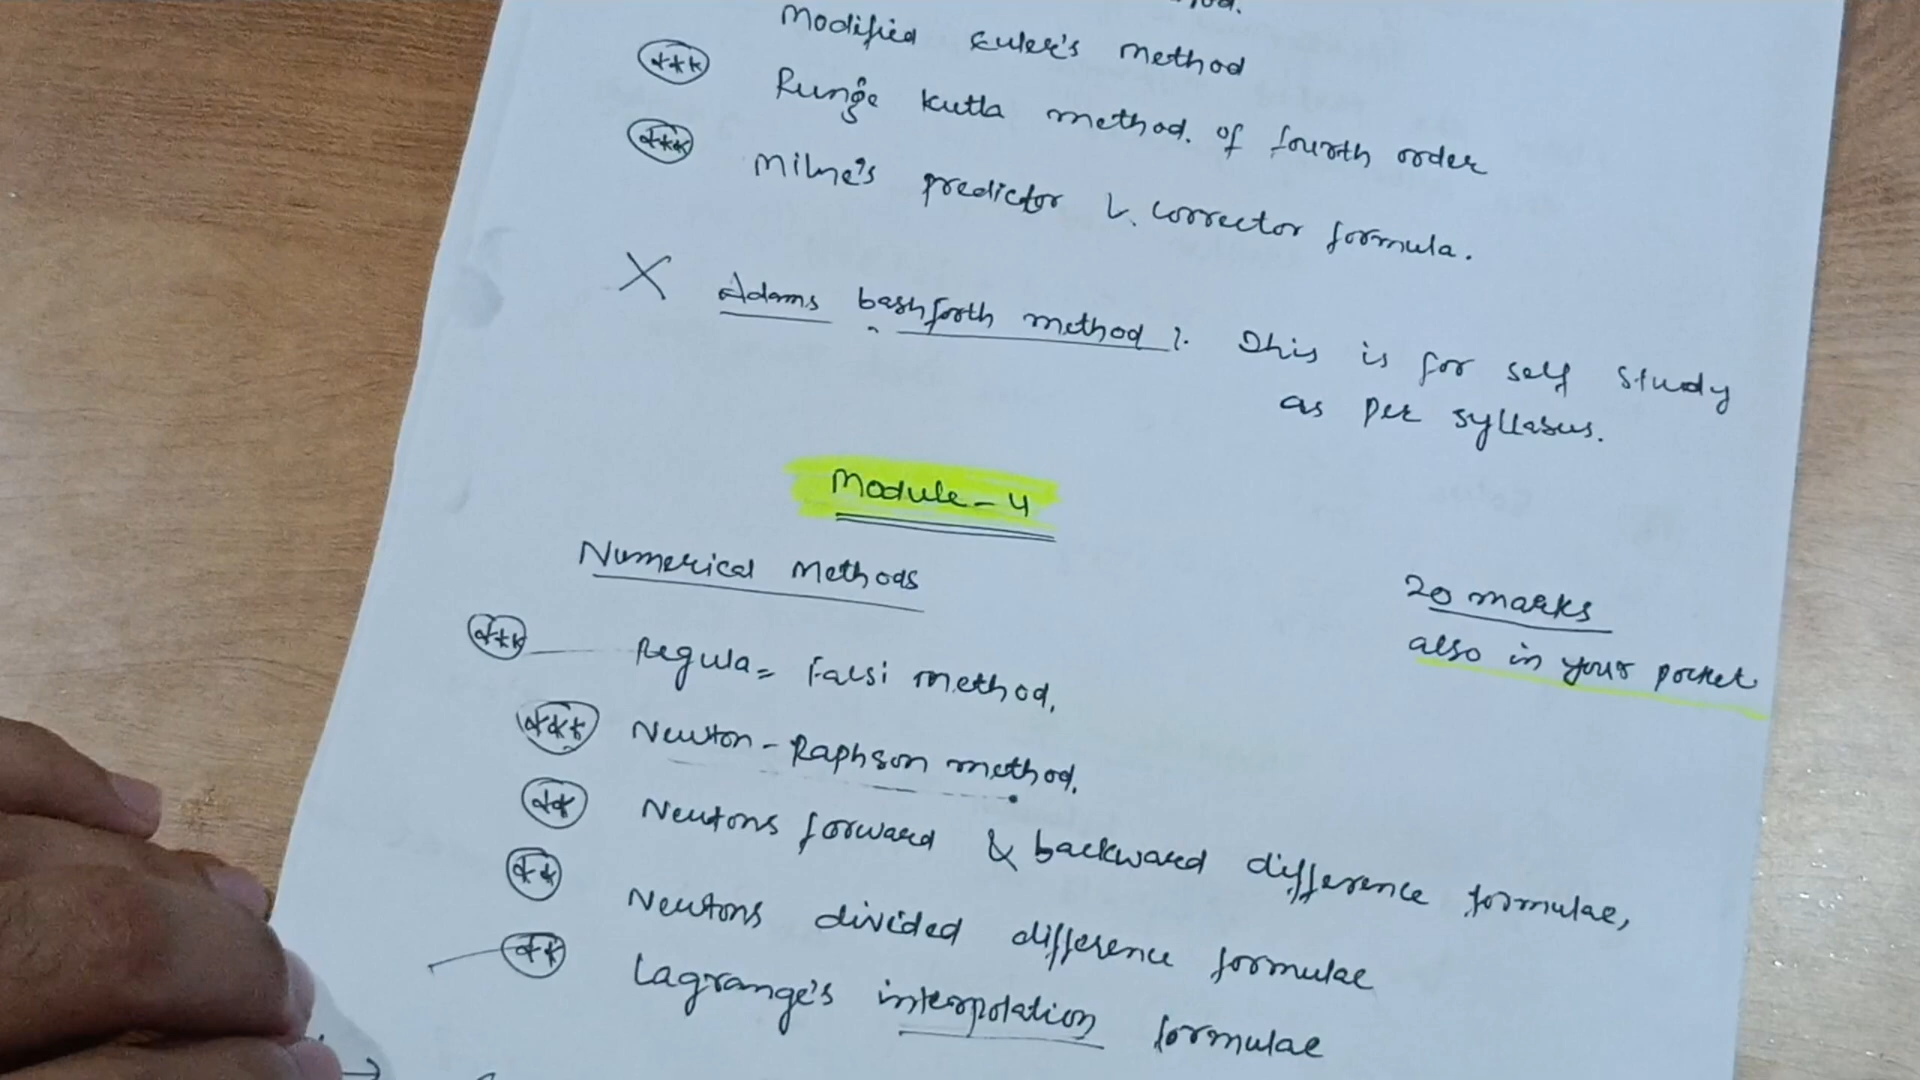 Modified Euler's method
*** Runge Kutta method. of fourth order
*** Milne's predictor & corrector formula.
X Adams bashforth method :. This is for self study
as per syllabus.
Module-4
Numerical Methods
20 marks
also in your pocket
*** Regula= Falsi method,
*** Newton-Raphson method,
** Newtons forward & backward difference formulae,
** Newtons divided difference formulae
** Lagrange's interpolation formulae